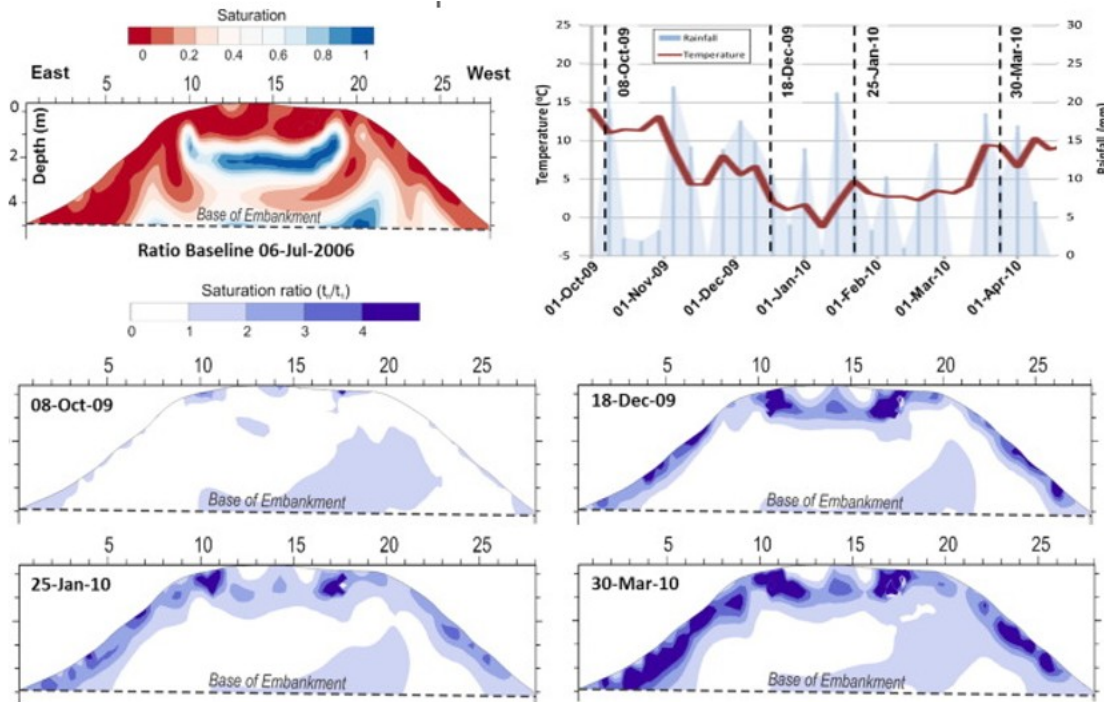 Saturation
0 0.2 0.4 0.6 0.8 1
East West
5 10 15 20 25
0
2
4
Depth (m)
Base of Embankment
Ratio Baseline 06-Jul-2006
25
20
15
10
5
0
-5
Temperature (°C)
Rainfall
Temperature
08-Oct-09
18-Dec-09
25-Jan-10
30-Mar-10
30
25
20
15
10
5
0
Rainfall (mm)
01-Oct-09
01-Nov-09
01-Dec-09
01-Jan-10
01-Feb-10
01-Mar-10
01-Apr-10
0 1 2 3 4
5 10 15 20 25
08-Oct-09
Base of Embankment
5 10 15 20 25
18-Dec-09
Base of Embankment
5 10 15 20 25
25-Jan-10
Base of Embankment
5 10 15 20 25
30-Mar-10
Base of Embankment